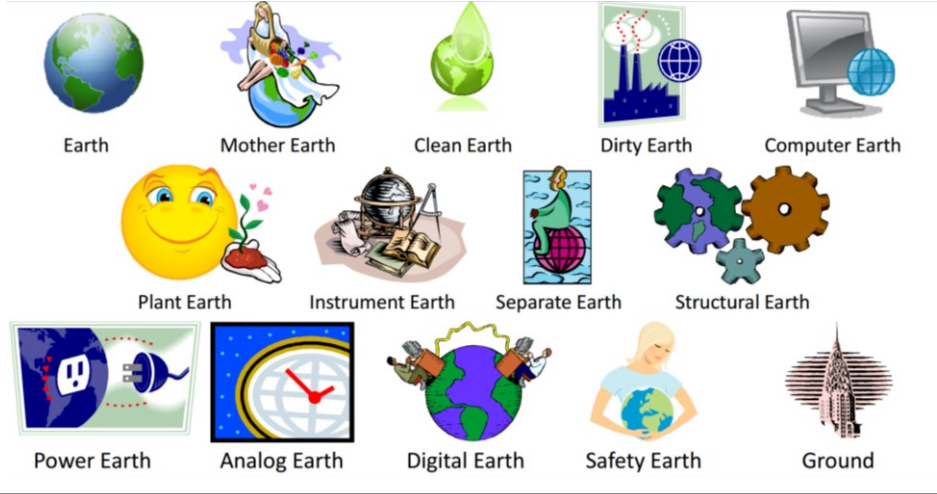 Earth
Mother Earth
Clean Earth
Dirty Earth
Computer Earth
Plant Earth
Instrument Earth
Separate Earth
Structural Earth
Power Earth
Analog Earth
Digital Earth
Safety Earth
Ground